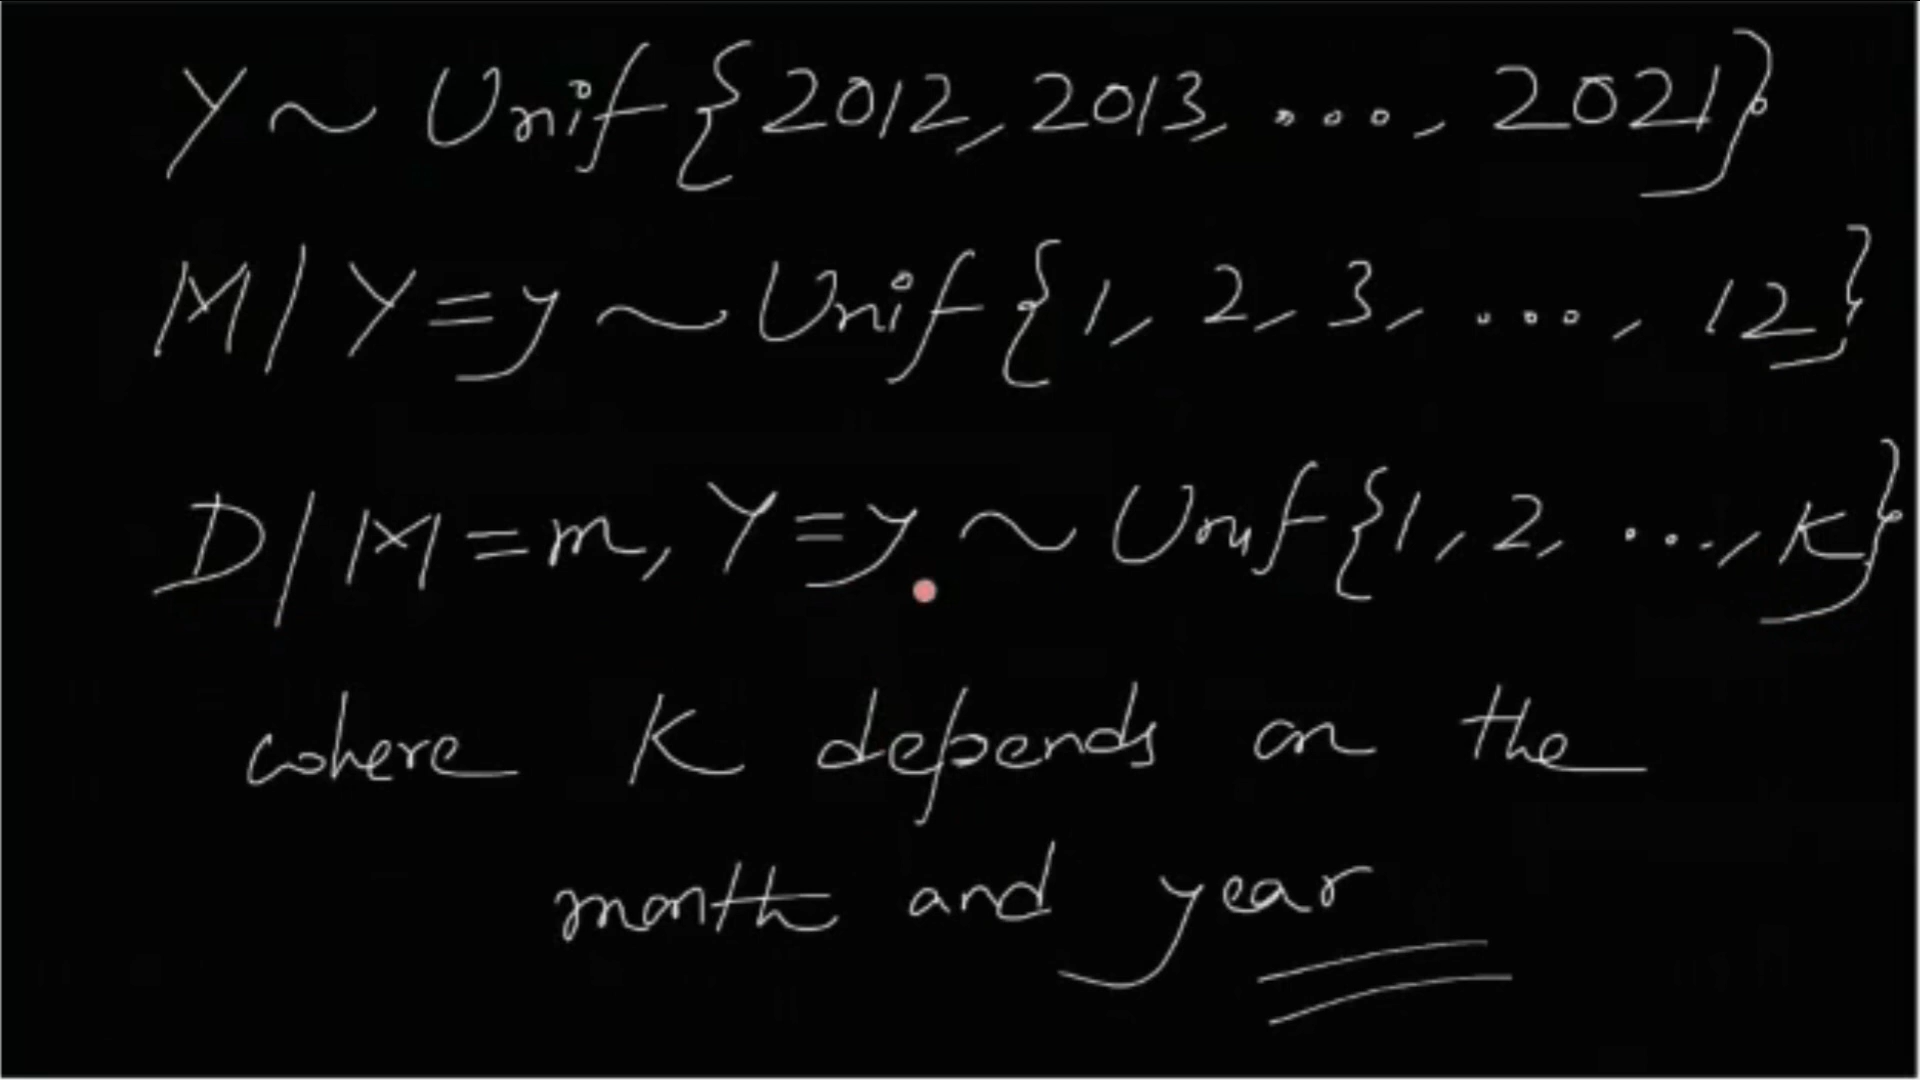 Y ~ Unif {2012, 2013, ..., 2021}
M / Y = y ~ Unif {1, 2, 3, ..., 12}
D / M = m, Y = y ~ Unif {1, 2, ..., K}
where K depends on the
month and year